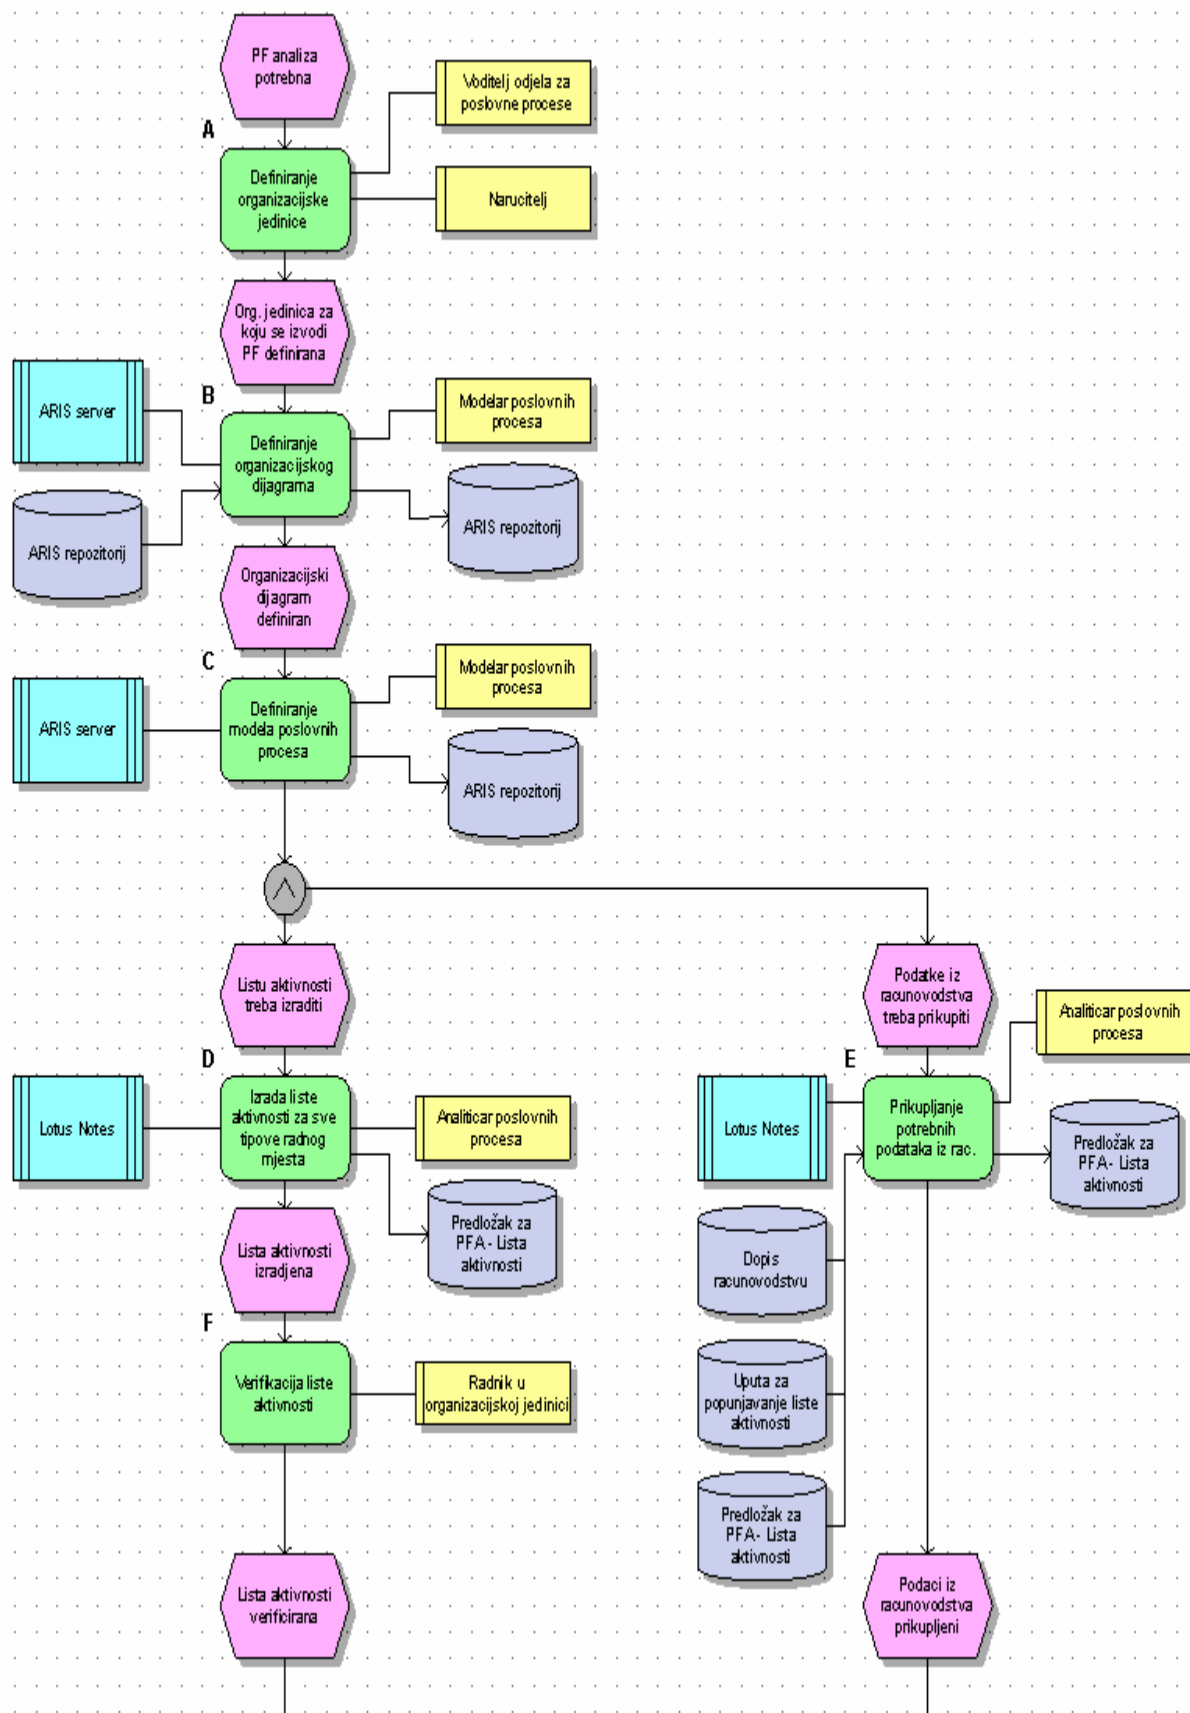 PF analiza
potrebna
Voditelj odjela za
poslovne procese
A
Definiranje
organizacijske
jedinice
Narucitelj
Org. jedinica za
koju se izvodi
PF definirana
ARIS server
B
Modelar poslovnih
procesa
Definiranje
organizacijskog
dijagrama
ARIS repozitorij
ARIS repozitorij
Organizacijski
dijagram
definiran
C
Modelar poslovnih
procesa
ARIS server
Definiranje
modela poslovnih
procesa
ARIS repozitorij
Listu aktivnosti
treba izraditi
Podatke iz
racunovodstva
treba prikupiti
Analiticar poslovnih
procesa
D
Lotus Notes
Izrada liste
aktivnosti za sve
tipove radnog
mjesta
Analiticar poslovnih
procesa
E
Lotus Notes
Prikupljanje
potrebnih
podataka iz rac.
Predložak za
PFA- Lista
aktivnosti
Predložak za
PFA- Lista
aktivnosti
Lista aktivnosti
izradjena
Dopis
racunovodstvu
F
Verifikacija liste
aktivnosti
Radnik u
organizacijskoj jedinici
Uputa za
popunjavanje liste
aktivnosti
Predložak za
PFA- Lista
aktivnosti
Lista aktivnosti
verificirana
Podaci iz
racunovodstva
prikupljeni